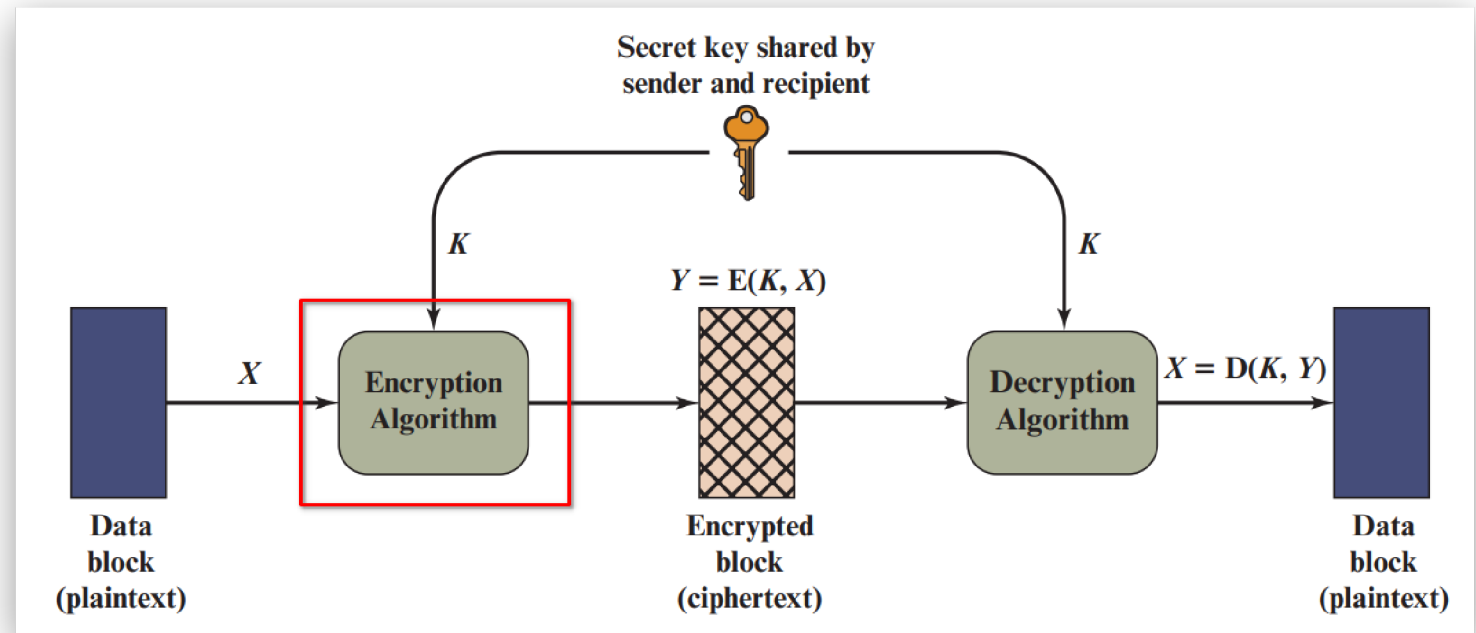 Secret key shared by
sender and recipient
K
K
Y = E(K, X)
X
Encryption
Algorithm
Decryption
Algorithm
X = D(K, Y)
Data
block
(plaintext)
Encrypted
block
(ciphertext)
Data
block
(plaintext)